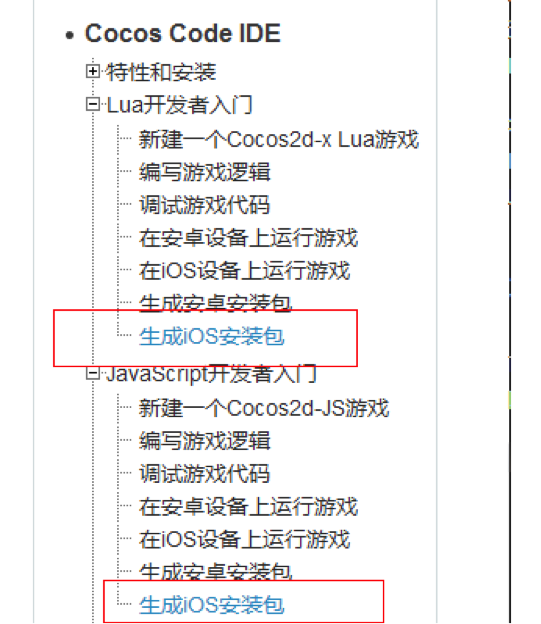 Cocos Code IDE
特性和安装
Lua开发者入门
新建一个Cocos2d-x Lua游戏
编写游戏逻辑
调试游戏代码
在安卓设备上运行游戏
在iOS设备上运行游戏
生成安卓安装包
生成iOS安装包
JavaScript开发者入门
新建一个Cocos2d-JS游戏
编写游戏逻辑
调试游戏代码
在安卓设备上运行游戏
在iOS设备上运行游戏
生成安卓安装包
生成iOS安装包